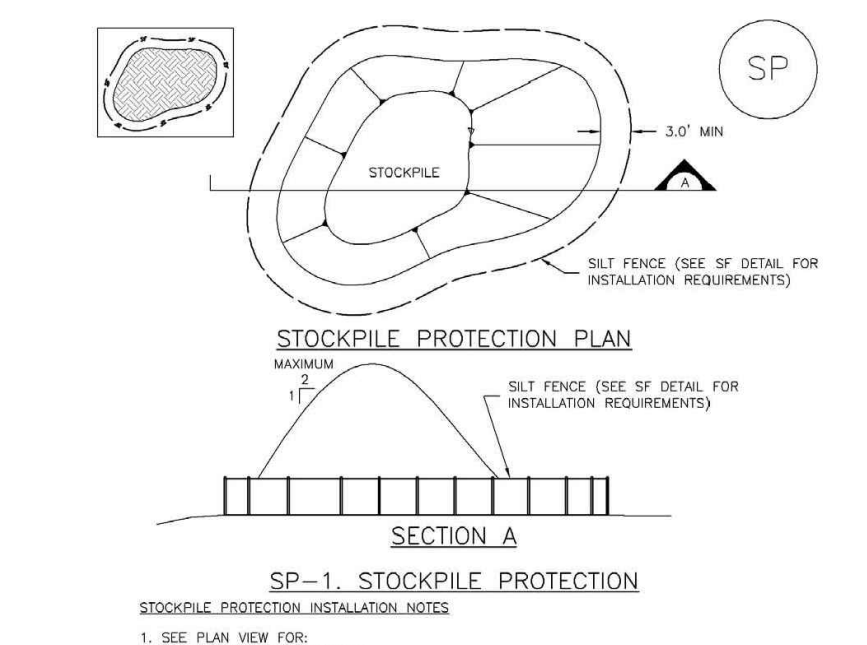 SP
3.0' MIN
STOCKPILE
A
SILT FENCE (SEE SF DETAIL FOR
INSTALLATION REQUIREMENTS)
STOCKPILE PROTECTION PLAN
MAXIMUM
2
1
SILT FENCE (SEE SF DETAIL FOR
INSTALLATION REQUIREMENTS)
SECTION A
SP-1. STOCKPILE PROTECTION
STOCKPILE PROTECTION INSTALLATION NOTES
1. SEE PLAN VIEW FOR: